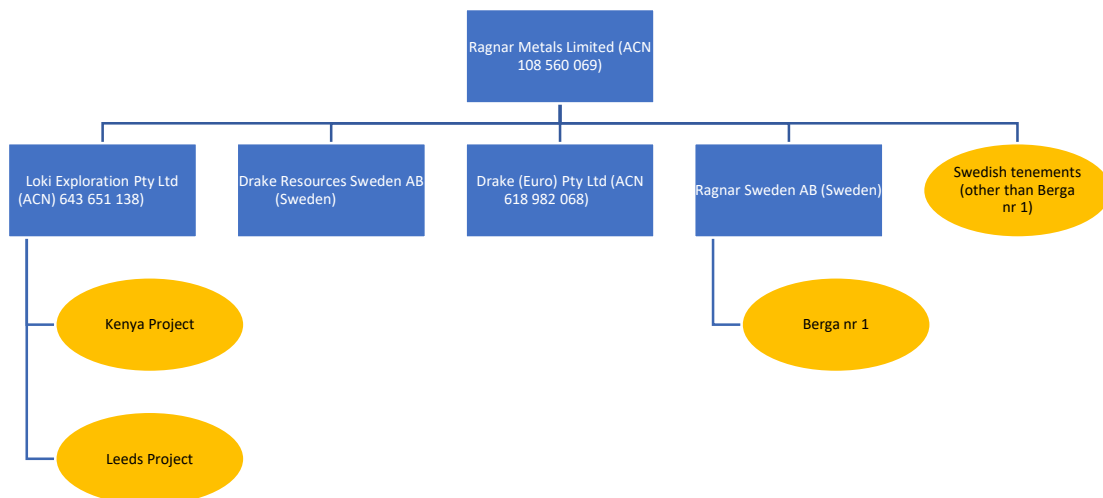 Ragnar Metals Limited (ACN
108 560 069)
Loki Exploration Pty Ltd
(ACN) 643 651 138)
Drake Resources Sweden AB
(Sweden)
Drake (Euro) Pty Ltd (ACN
618 982 068)
Ragnar Sweden AB (Sweden)
Swedish tenements
(other than Berga
nr 1)
Kenya Project
Berga nr 1
Leeds Project